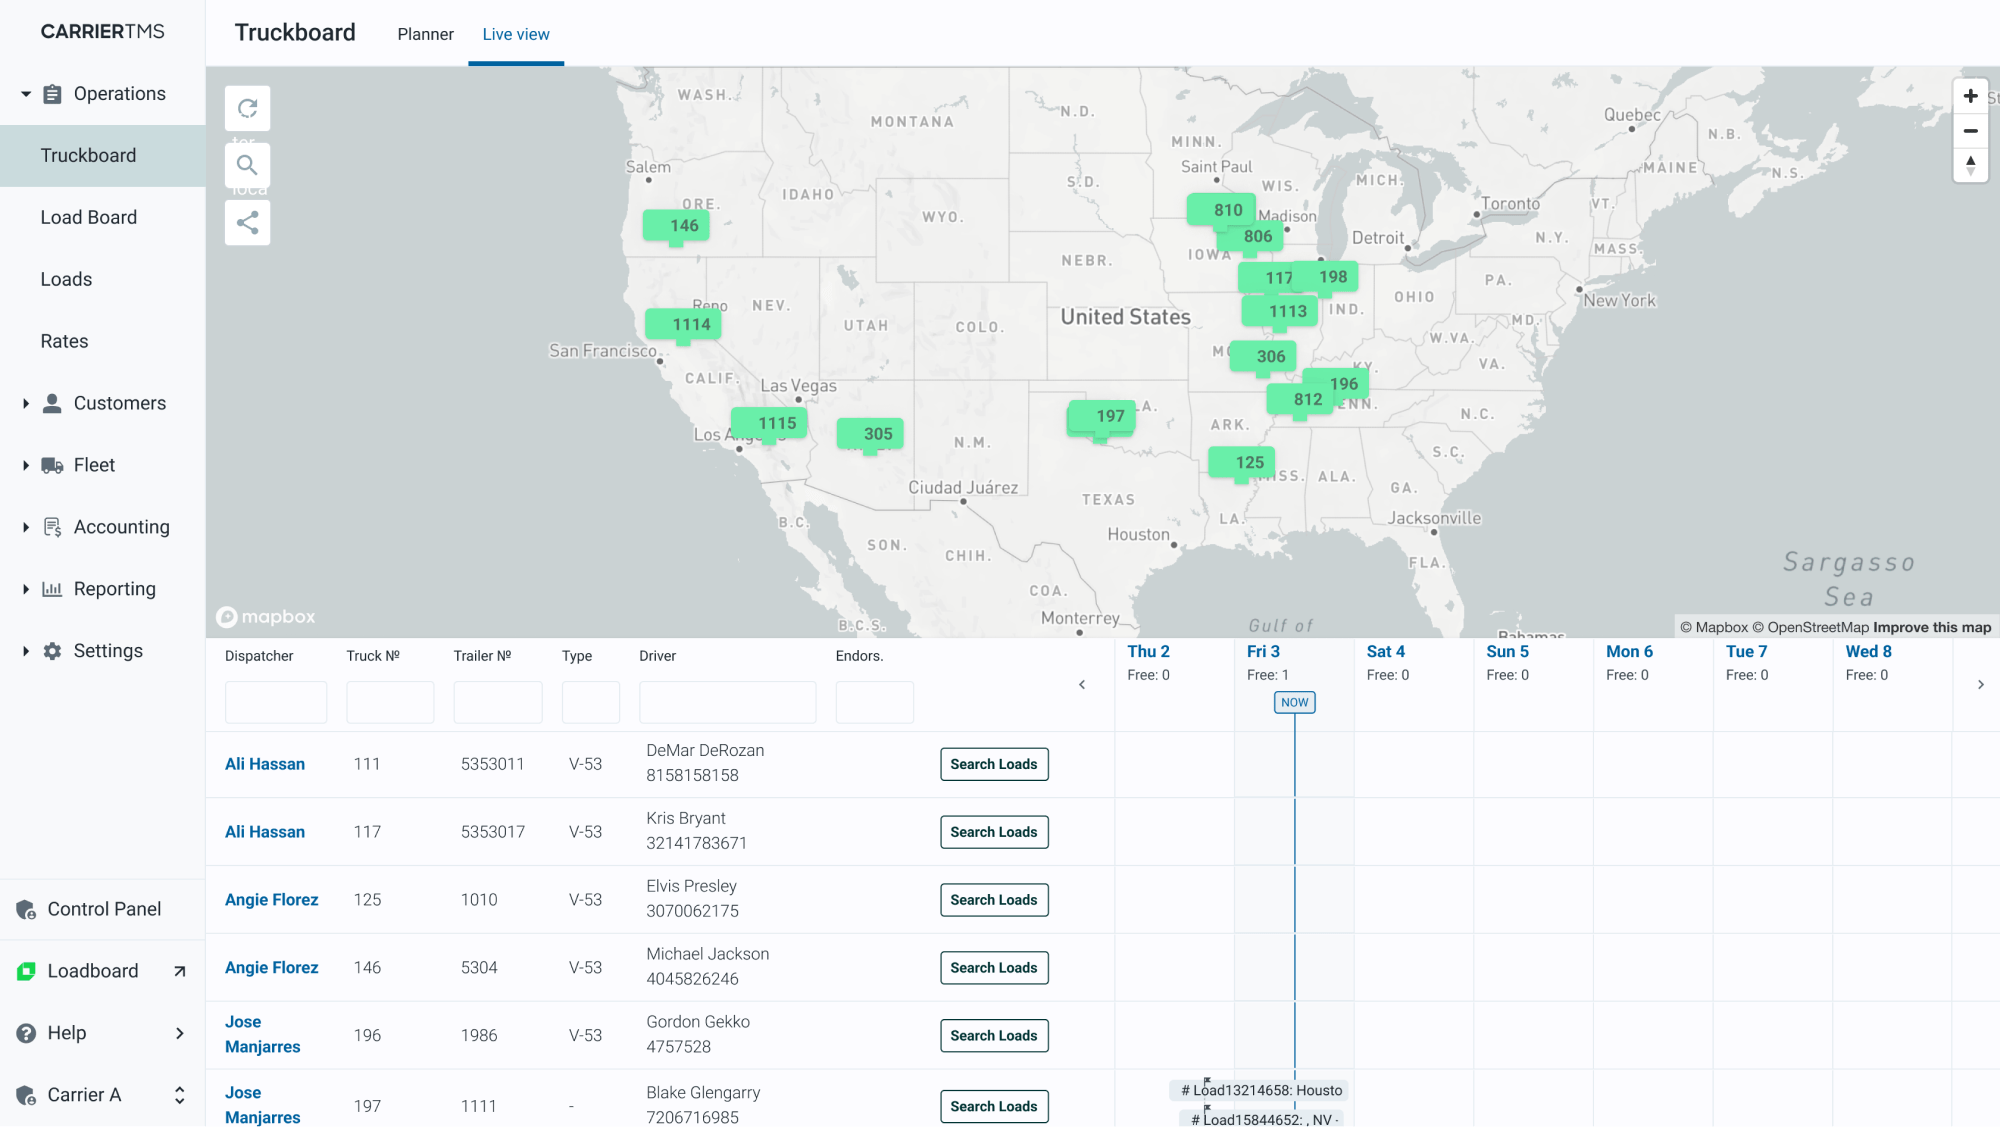 CARRIERTMS
Operations
Truckboard
Load Board
Loads
Rates
Customers
Fleet
Accounting
Reporting
Settings
Control Panel
Loadboard
Help
Carrier A
Truckboard
Planner
Live view
WASH.
MONTANA
N.D.
MINN.
Quebec
N.B.
St
Salem
Saint Paul
MAINE
N.S.
ORE.
IDAHO
WYO.
S.D.
WIS.
MICH.
Toronto
VT.
146
810
Madison
806
Detroit
N.Y.
MASS.
NEBR.
IOWA
117
198
PA.
Reno
NEV.
UTAH
COLO.
United States
1113
IND.
OHIO
New York
1114
MD.
San Francisco
306
W.VA.
VA.
KY.
CALIF.
Las Vegas
196
812
ENN.
N.C.
1115
Los
305
197
LA.
ARK.
N.M.
S.C.
125
ISS.
ALA.
GA.
Ciudad Juárez
TEXAS
Jacksonville
B.C.
Houston
LA.
SON.
CHIH.
FLA.
Sargasso
Sea
COA.
Monterrey
B.C.S.
Gulf of
Bahamas
mapbox
© Mapbox © OpenStreetMap Improve this map
Dispatcher
Truck №
Trailer №
Type
Driver
Endors.
Thu 2
Free: 0
Fri 3
Free: 1
Sat 4
Free: 0
Sun 5
Free: 0
Mon 6
Free: 0
Tue 7
Free: 0
Wed 8
Free: 0
NOW
Ali Hassan
111
5353011
V-53
DeMar DeRozan
8158158158
Search Loads
Ali Hassan
117
5353017
V-53
Kris Bryant
32141783671
Search Loads
Angie Florez
125
1010
V-53
Elvis Presley
3070062175
Search Loads
Angie Florez
146
5304
V-53
Michael Jackson
4045826246
Search Loads
Jose
Manjarres
196
1986
V-53
Gordon Gekko
4757528
Search Loads
Jose
Manjarres
197
1111
-
Blake Glengarry
7206716985
Search Loads
# Load13214658: Housto
# Load15844652: , NV -